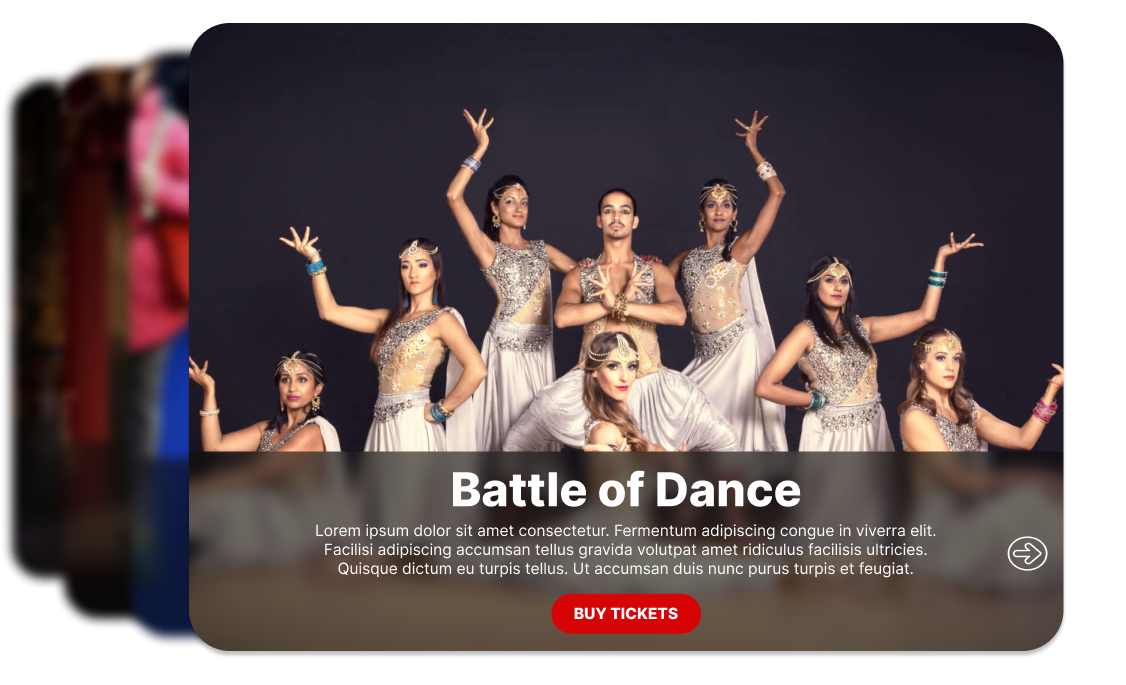 Battle of Dance
Lorem ipsum dolor sit amet consectetur. Fermentum adipiscing congue in viverra elit.
Facilisi adipiscing accumsan tellus gravida volutpat amet ridiculus facilisis ultricies.
Quisque dictum eu turpis tellus. Ut accumsan duis nunc purus turpis et feugiat.
BUY TICKETS